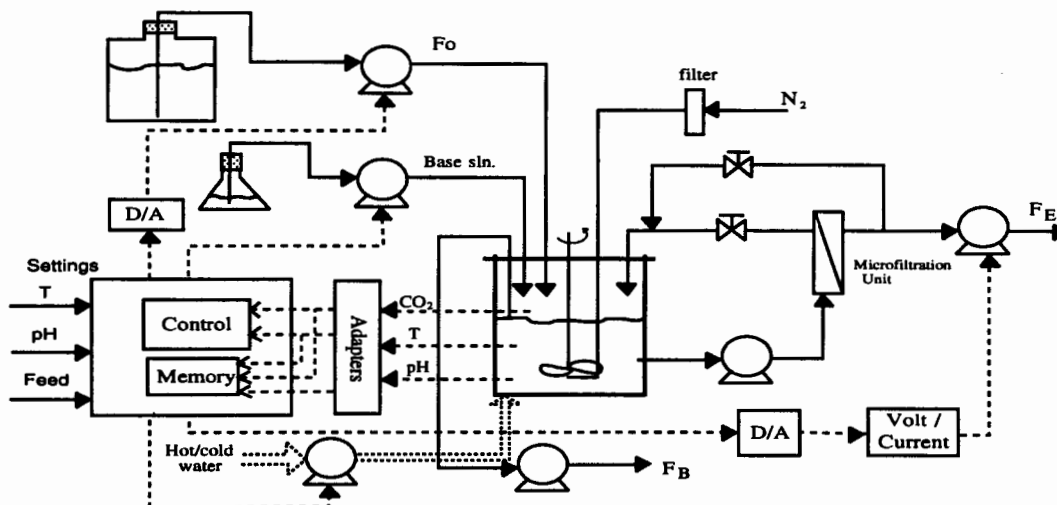 Fo
filter
N2
Base sln.
D/A
FE
Microfiltration
Unit
Settings
T
pH
Feed
Control
Memory
Adapters
CO2
T
pH
Hot/cold
water
FB
D/A
Volt /
Current